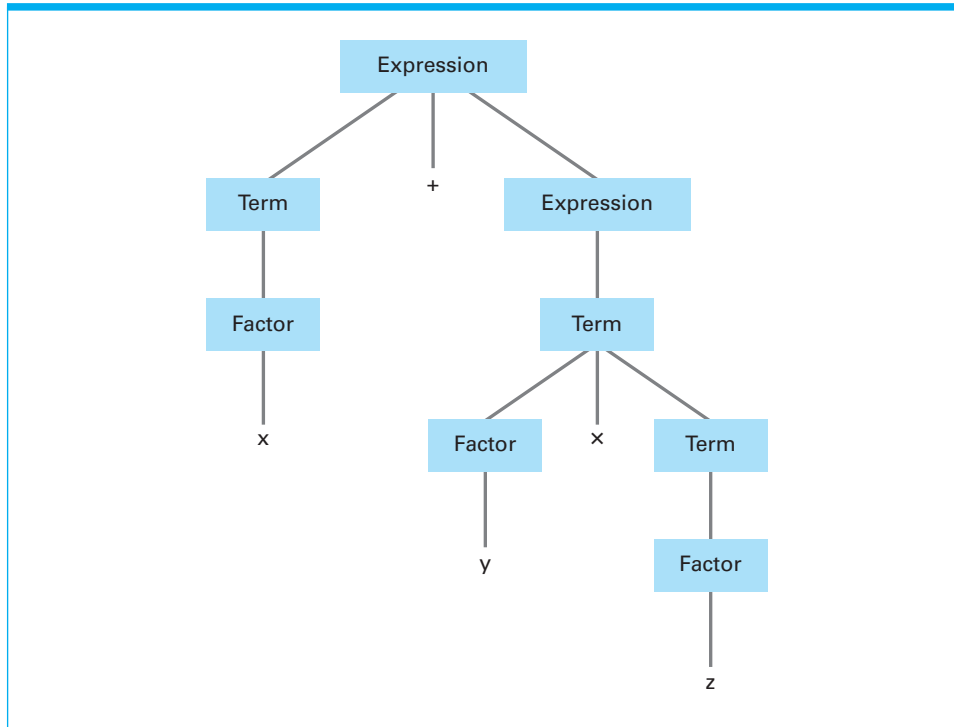 Expression
+
Term
Expression
Factor
Term
x
Factor
×
Term
y
Factor
z